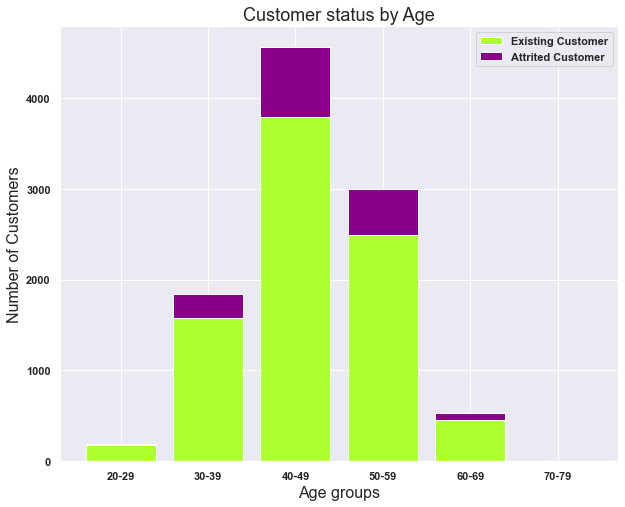 Customer status by Age
Existing Customer
Attrited Customer
Number of Customers
4000
3000
2000
1000
0
20-29
30-39
40-49
50-59
60-69
70-79
Age groups